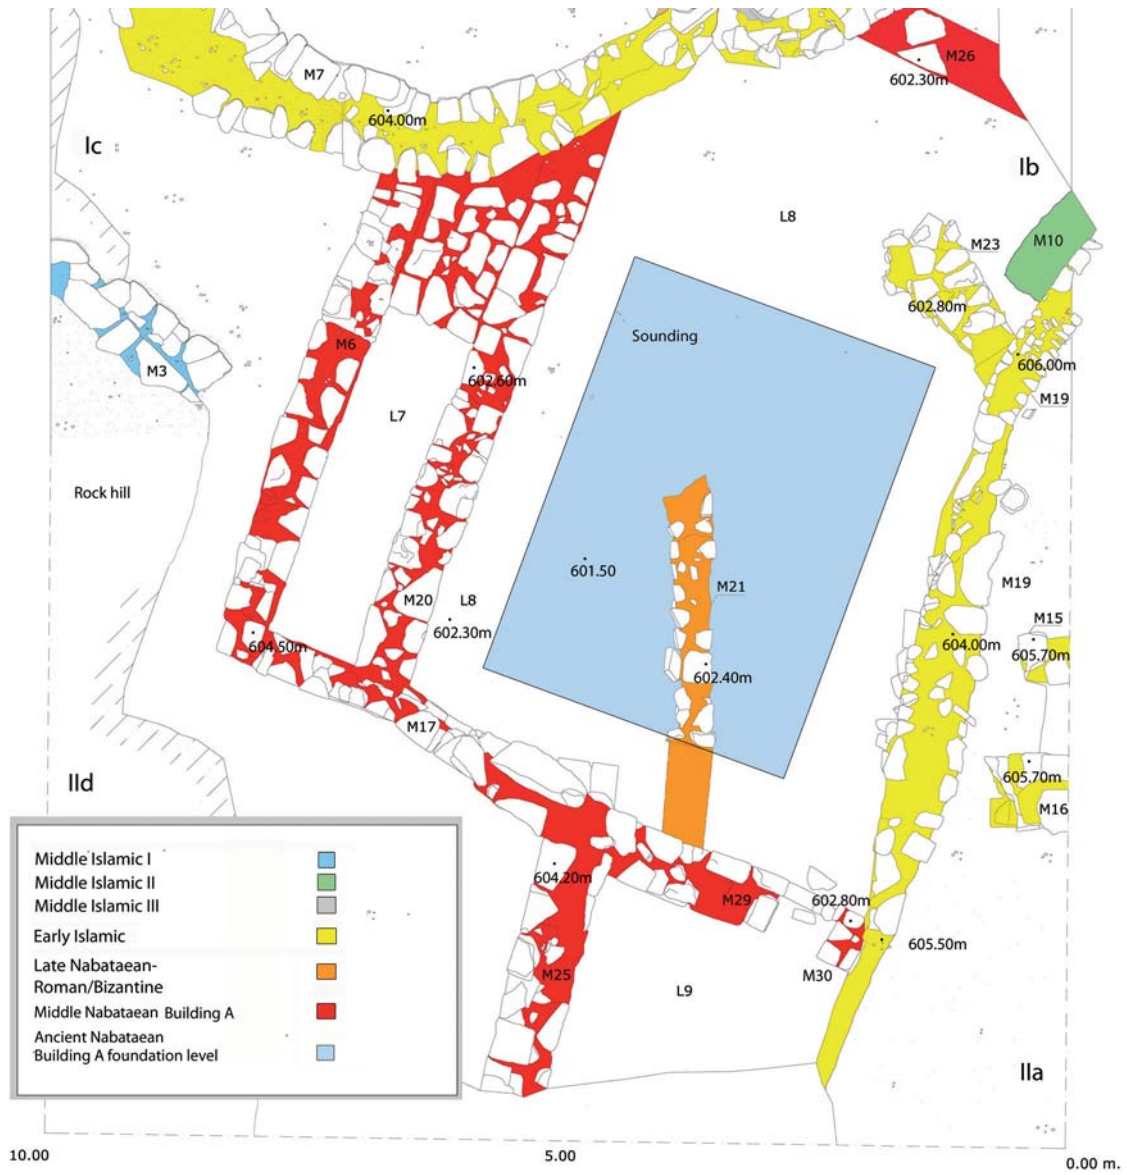 M7
M26
602.30m
604.00m
Ic
Ib
L8
M10
M23
602.80m
Sounding
M6
M3
606.00m
602.60m
M19
L7
Rock hill
601.50
M21
M19
M20
L8
M15
602.30m
604.50m
604.00m
605.70m
602.40m
M17
605.70m
IId
M16
Middle Islamic I
Middle Islamic II
Middle Islamic III
Early Islamic
Late Nabataean-
Roman/Bizantine
Middle Nabataean Building A
Ancient Nabataean
Building A foundation level
604.20m
M29
602.80m
605.50m
M25
M30
L9
IIa
10.00
5.00
0.00 m.